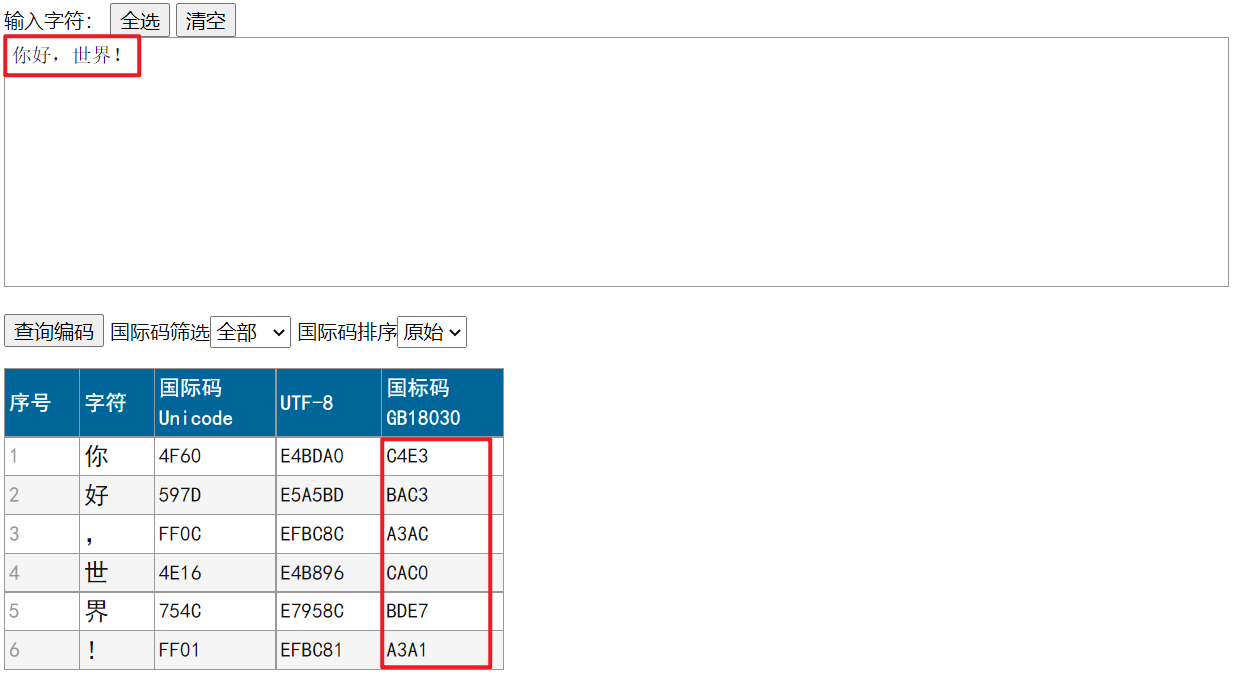 输入字符： 全选 清空
你好，世界！
查询编码 国际码筛选 全部 国际码排序 原始
序号 字符 国际码 Unicode UTF-8 国标码 GB18030
1 你 4F60 E4BDA0 C4E3
2 好 597D E5A5BD BAC3
3 ， FF0C EFBC8C A3AC
4 世 4E16 E4B896 CAC0
5 界 754C E7958C BDE7
6 ！ FF01 EFBC81 A3A1